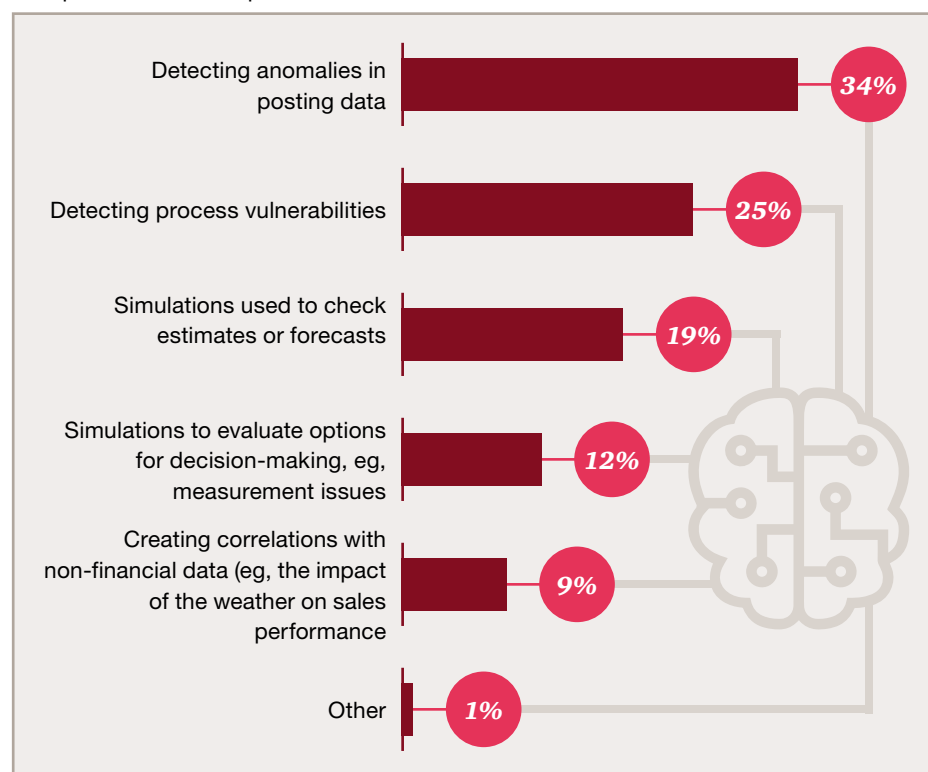 Detecting anomalies in
posting data
34%
Detecting process vulnerabilities
25%
Simulations used to check
estimates or forecasts
19%
Simulations to evaluate options
for decision-making, eg,
measurement issues
12%
Creating correlations with
non-financial data (eg, the impact
of the weather on sales
performance
9%
Other
1%